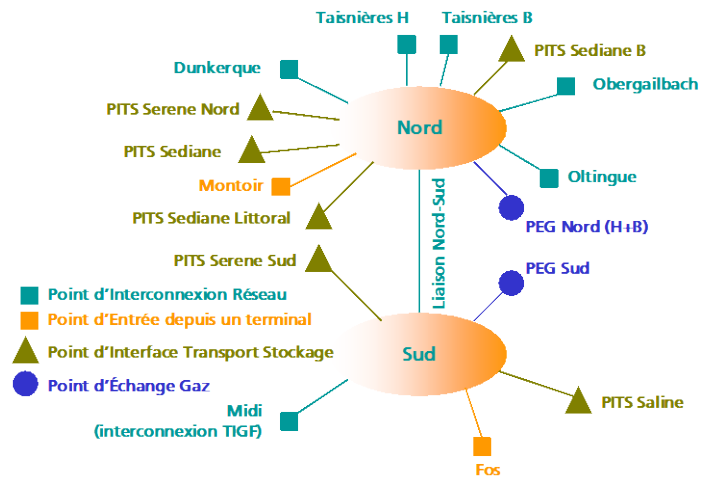 Taisnières H
Taisnières B
PITS Sediane B
Dunkerque
Obergailbach
PITS Serene Nord
Nord
PITS Sediane
Montoir
Oltingue
PITS Sediane Littoral
PEG Nord (H+B)
Liaison Nord-Sud
PITS Serene Sud
PEG Sud
Point d'Interconnexion Réseau
Point d'Entrée depuis un terminal
Point d'Interface Transport Stockage
Point d'Échange Gaz
Sud
PITS Saline
Midi
(interconnexion TIGF)
Fos